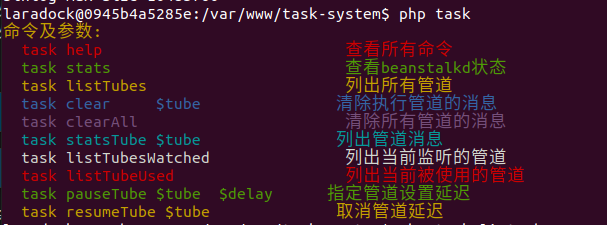 laradock@0945b4a5285e:/var/www/task-system$ php task
命令及参数:
task help 查看所有命令
task stats 查看beanstalkd状态
task listTubes 列出所有管道
task clear $tube 清除执行管道的消息
task clearAll 清除所有管道的消息
task statsTube $tube 列出管道消息
task listTubesWatched 列出当前监听的管道
task listTubeUsed 列出当前被使用的管道
task pauseTube $tube $delay 指定管道设置延迟
task resumeTube $tube 取消管道延迟